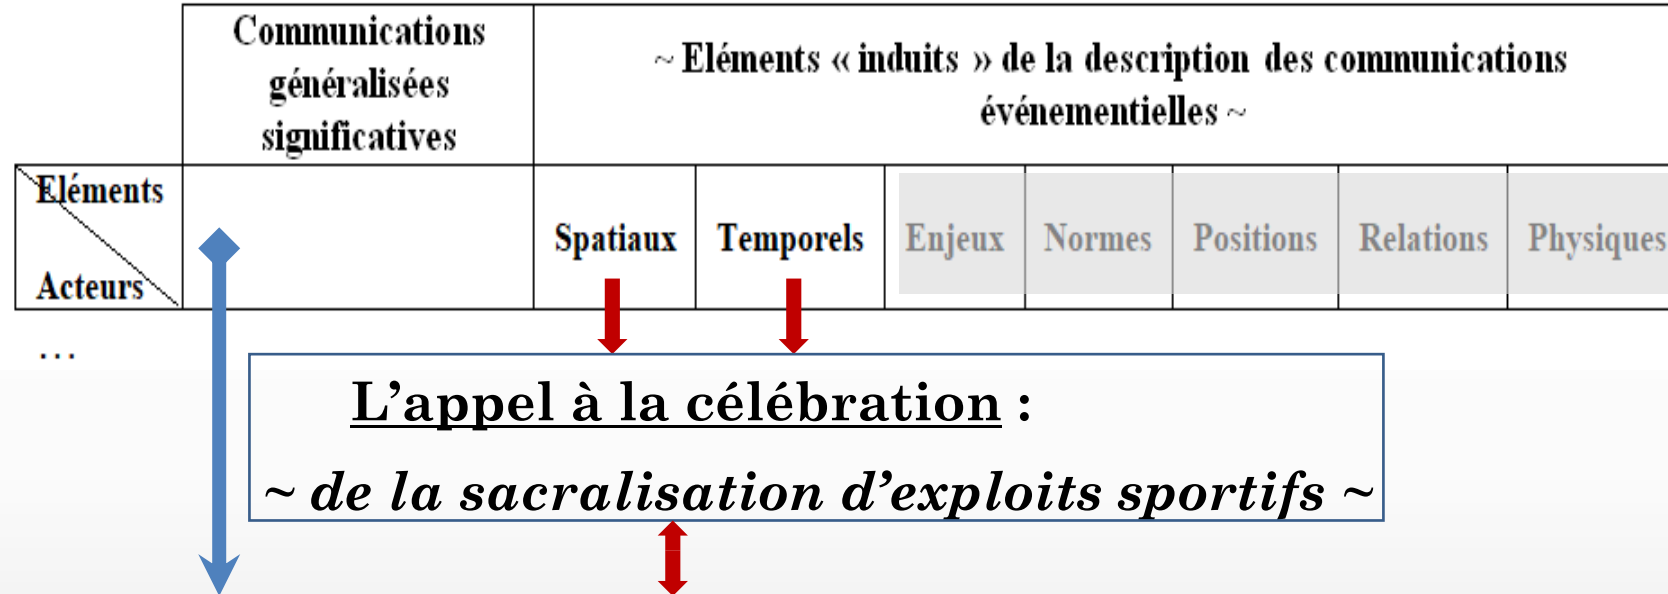 Communications
généralisées
significatives
~ Eléments « induits » de la description des communications
événementielles ~
Eléments
Acteurs
Spatiaux
Temporels
Enjeux
Normes
Positions
Relations
Physiques
...
L’appel à la célébration :
~ de la sacralisation d’exploits sportifs ~